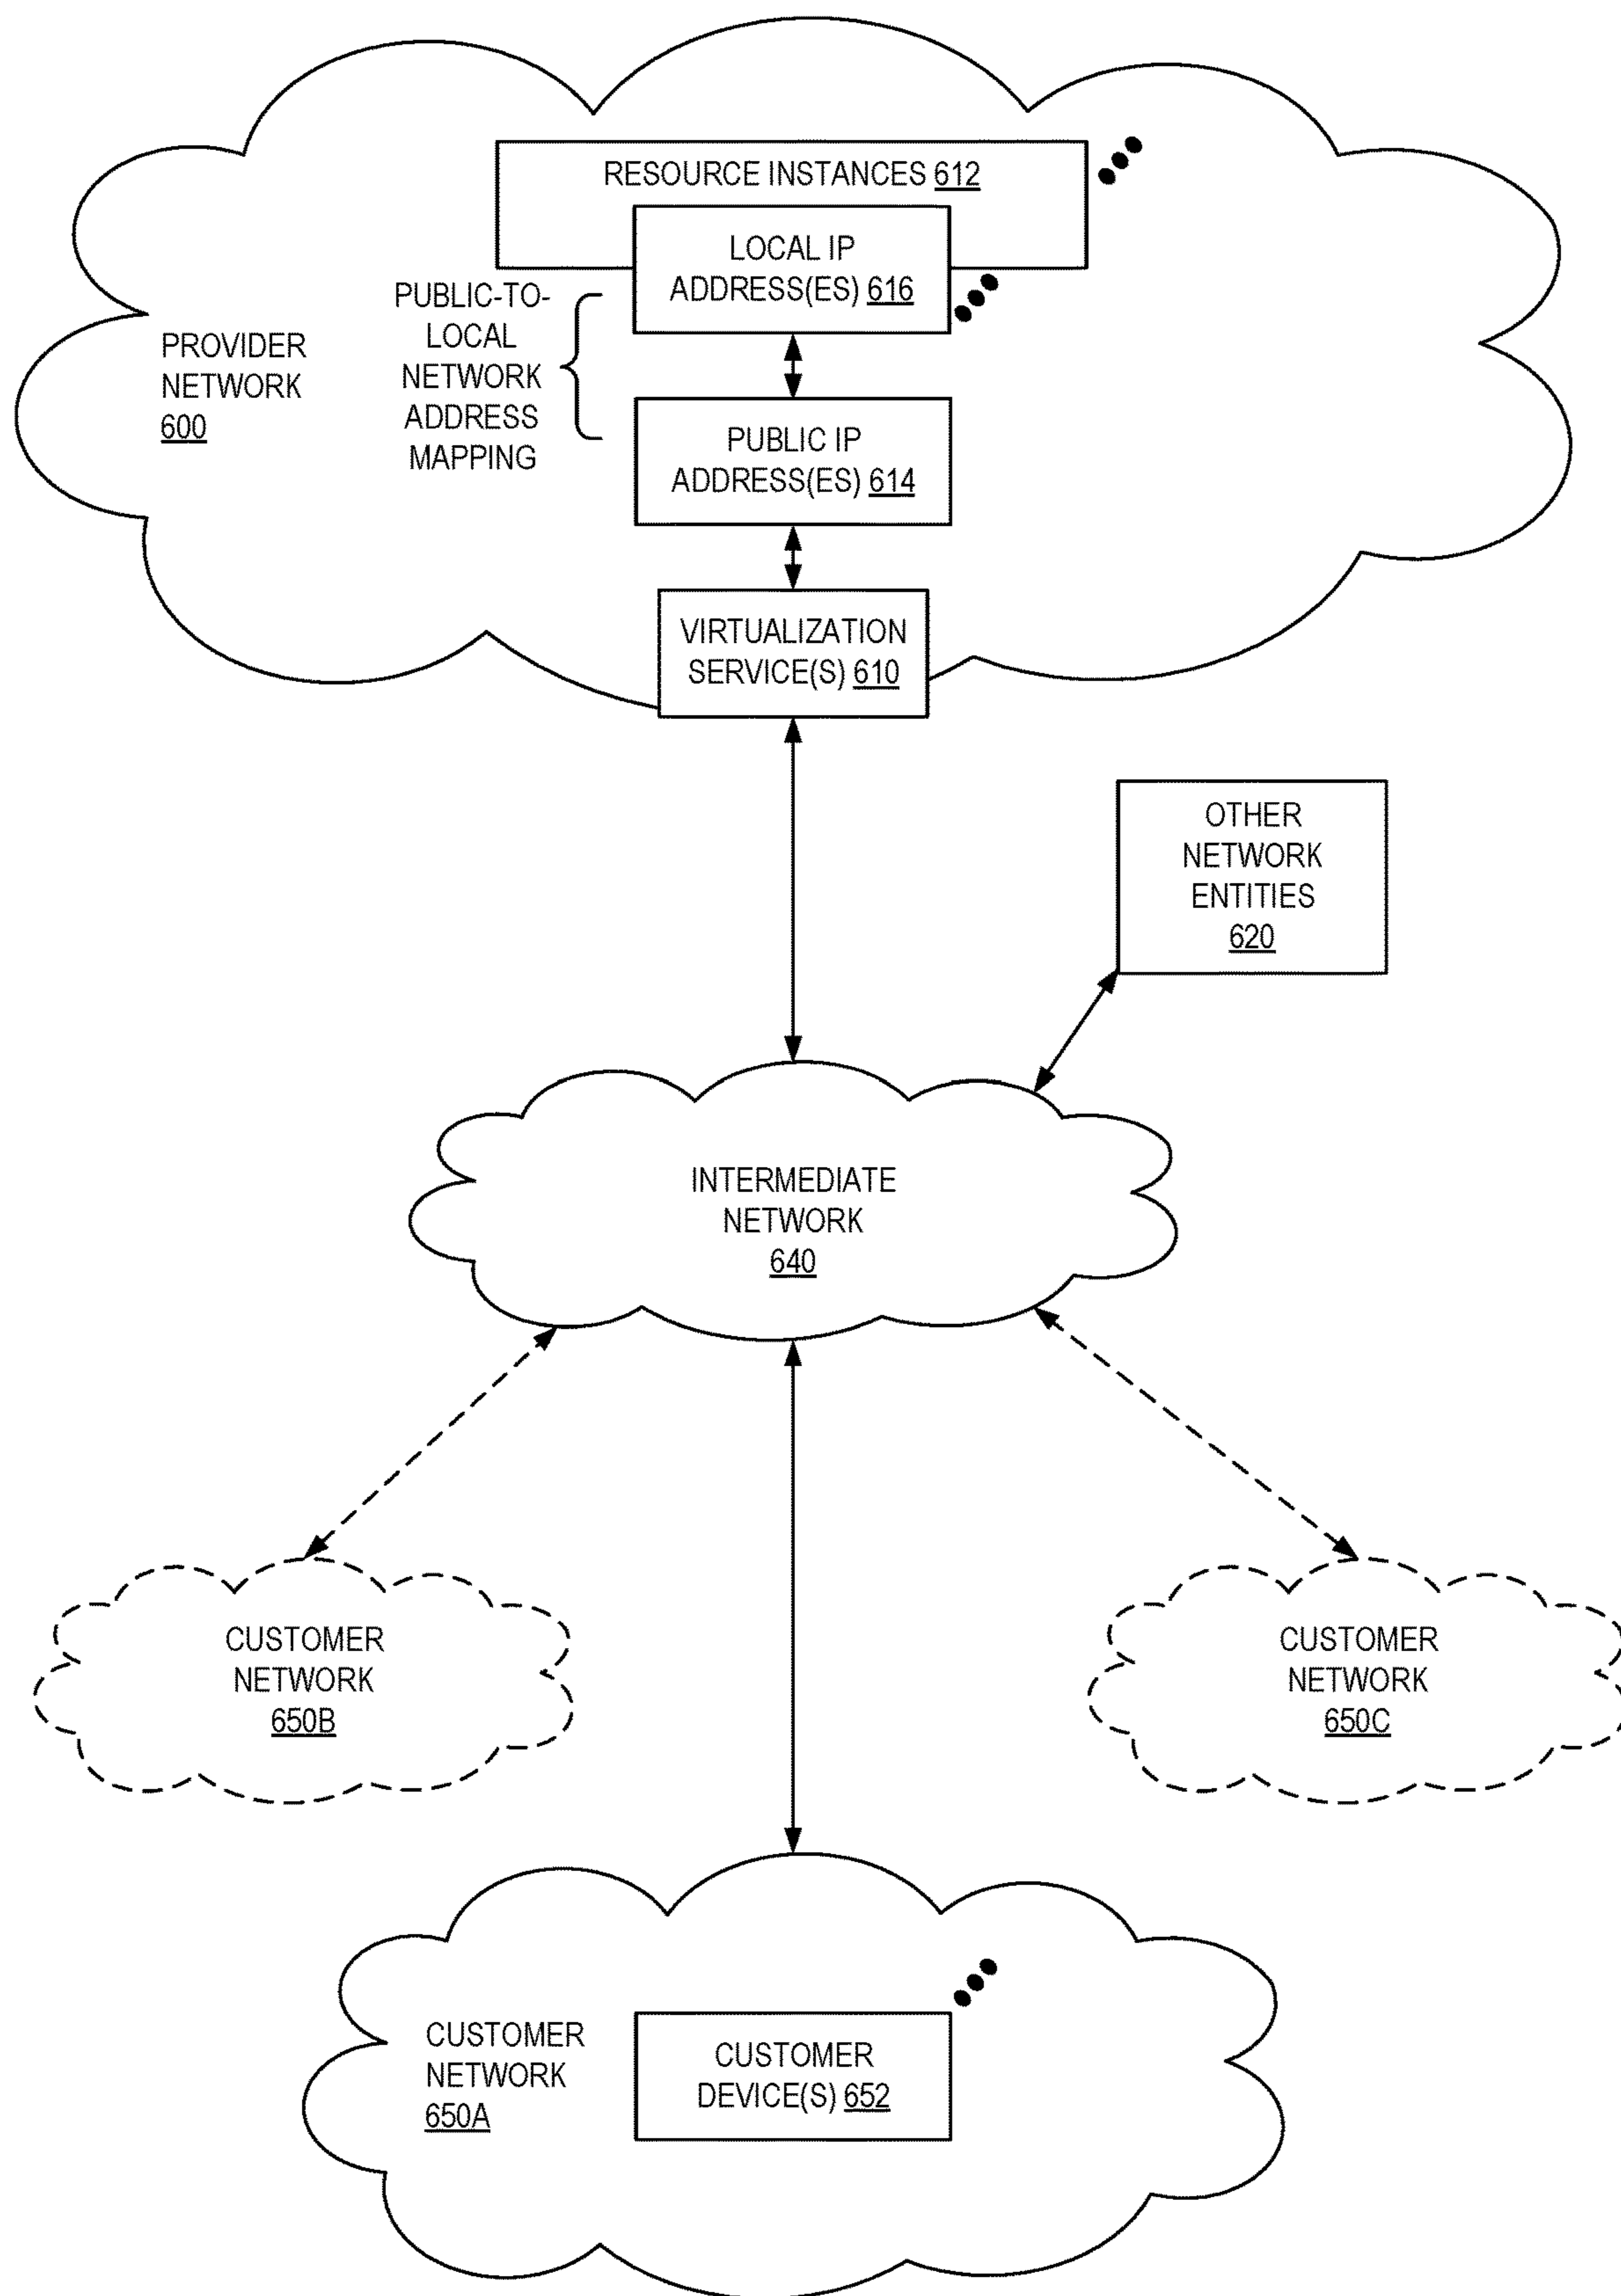 RESOURCE INSTANCES 612
LOCAL IP
ADDRESS(ES) 616
PUBLIC-TO-
LOCAL
NETWORK
ADDRESS
MAPPING
PROVIDER
NETWORK
600
PUBLIC IP
ADDRESS(ES) 614
VIRTUALIZATION
SERVICE(S) 610
OTHER
NETWORK
ENTITIES
620
INTERMEDIATE
NETWORK
640
CUSTOMER
NETWORK
650B
CUSTOMER
NETWORK
650C
CUSTOMER
NETWORK
650A
CUSTOMER
DEVICE(S) 652